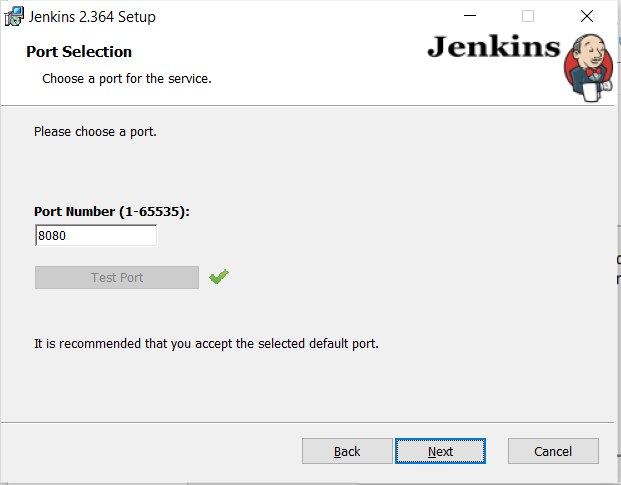 Jenkins 2.364 Setup
Port Selection
Jenkins
Choose a port for the service.
Please choose a port.
Port Number (1-65535):
8080
Test Port
It is recommended that you accept the selected default port.
Back
Next
Cancel